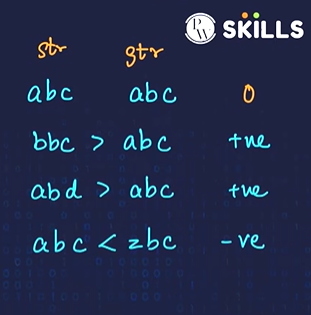 PW SKILLS
str gtr
abc abc 0
bbc > abc +ve
abd > abc +ve
abc < zbc -ve